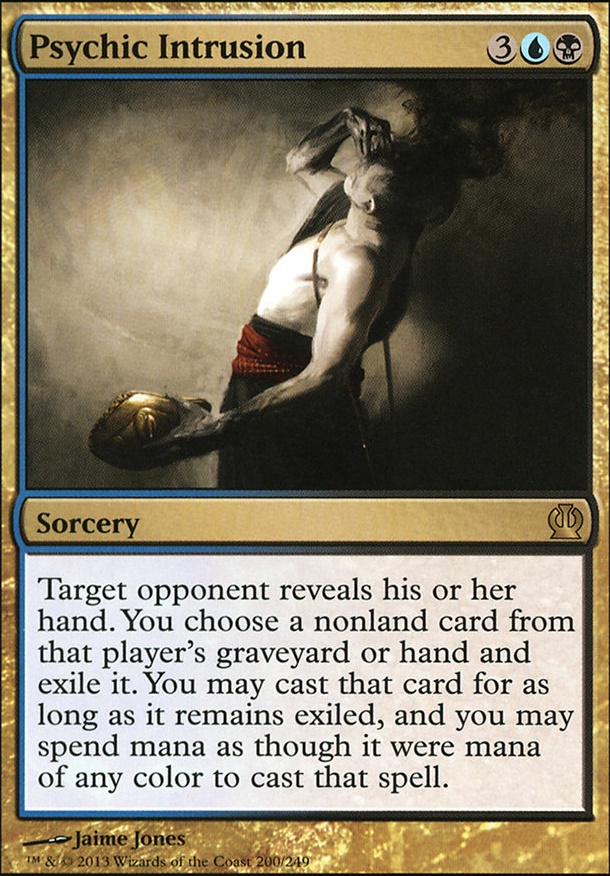 Psychic Intrusion 3
Sorcery
Target opponent reveals his or her
hand. You choose a nonland card from
that player's graveyard or hand and
exile it. You may cast that card for as
long as it remains exiled, and you may
spend mana as though it were mana
of any color to cast that spell.
Jaime Jones
™ & © 2013 Wizards of the Coast 200/249